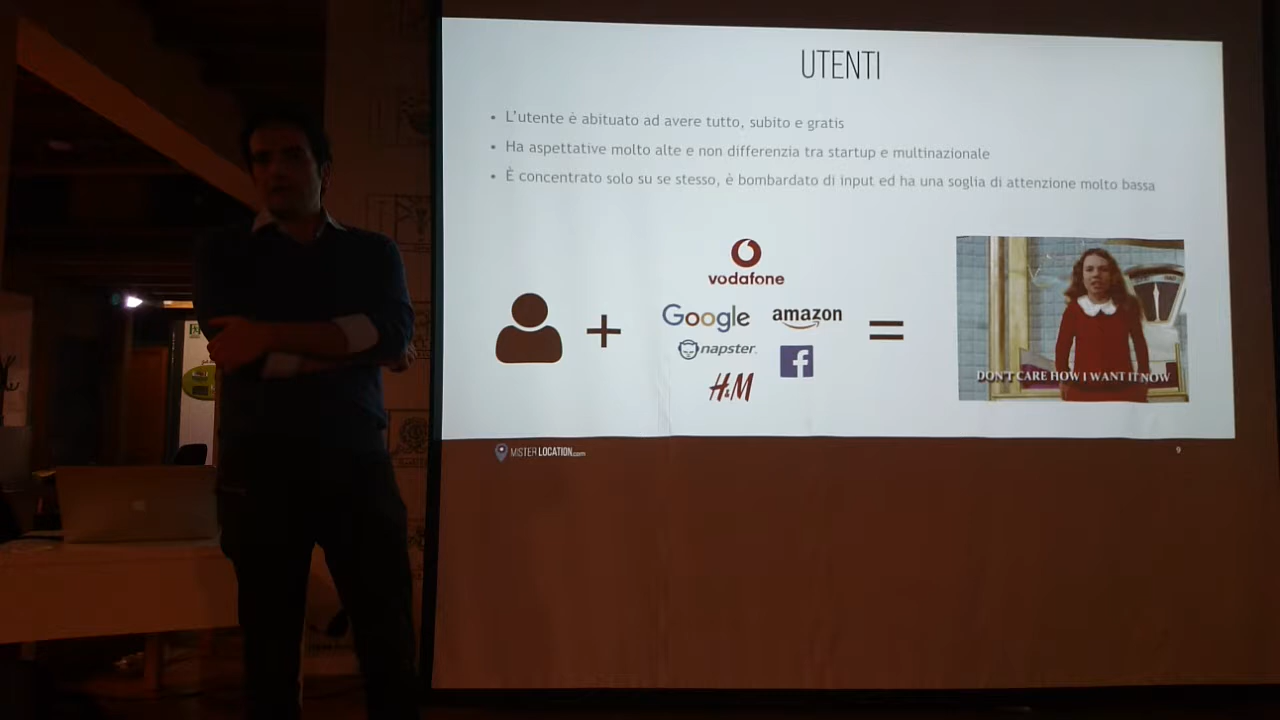 UTENTI
• L'utente è abituato ad avere tutto, subito e gratis
• Ha aspettative molto alte e non differenzia tra startup e multinazionale
• È concentrato solo su se stesso, è bombardato di input ed ha una soglia di attenzione molto bassa
vodafone
Google amazon
napster.
f
H&M
+
=
DON'T CARE HOW I WANT IT NOW
MISTER LOCATION.com
9